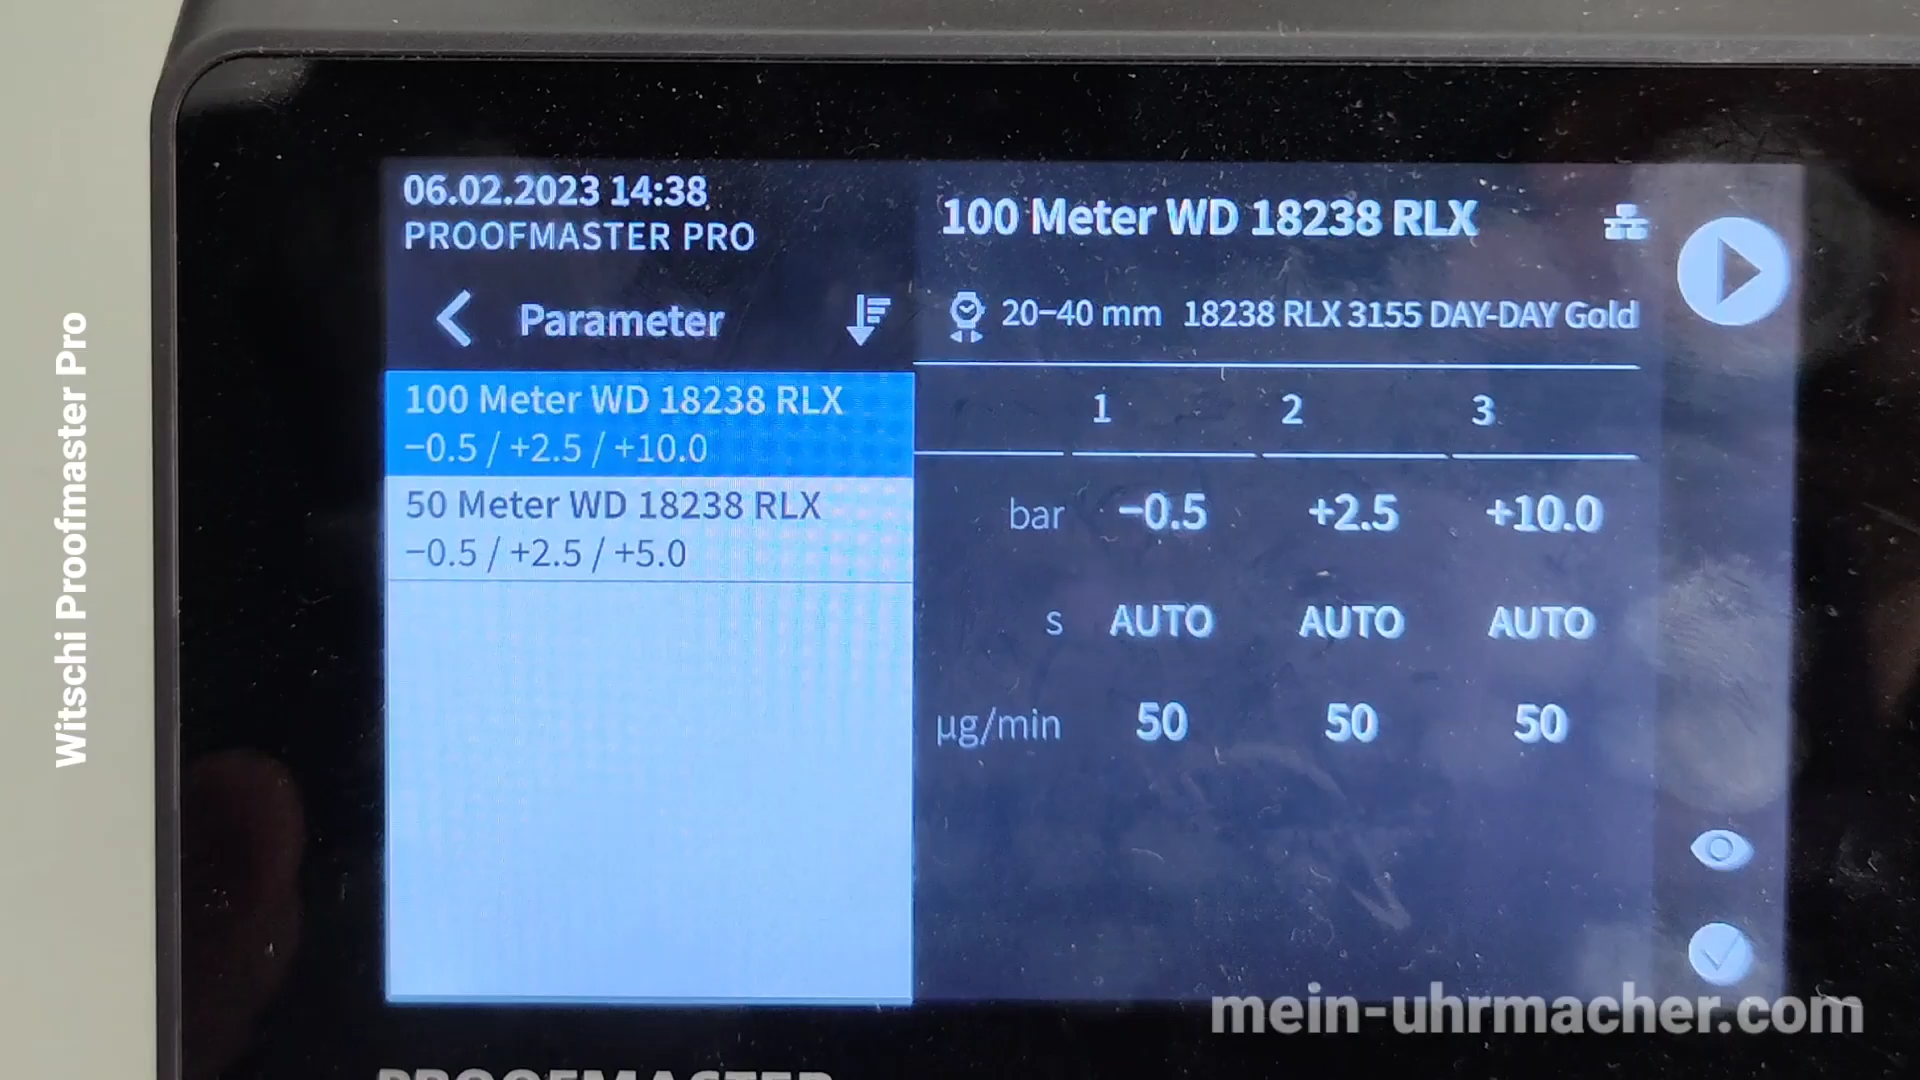 Witschi Proofmaster Pro
06.02.2023 14:38
PROOFMASTER PRO
Parameter
100 Meter WD 18238 RLX
−0.5 / +2.5 / +10.0
50 Meter WD 18238 RLX
−0.5 / +2.5 / +5.0
100 Meter WD 18238 RLX
20−40 mm 18238 RLX 3155 DAY-DAY Gold
1 2 3
bar −0.5 +2.5 +10.0
s AUTO AUTO AUTO
µg/min 50 50 50
mein-uhrmacher.com
PROOFMASTER